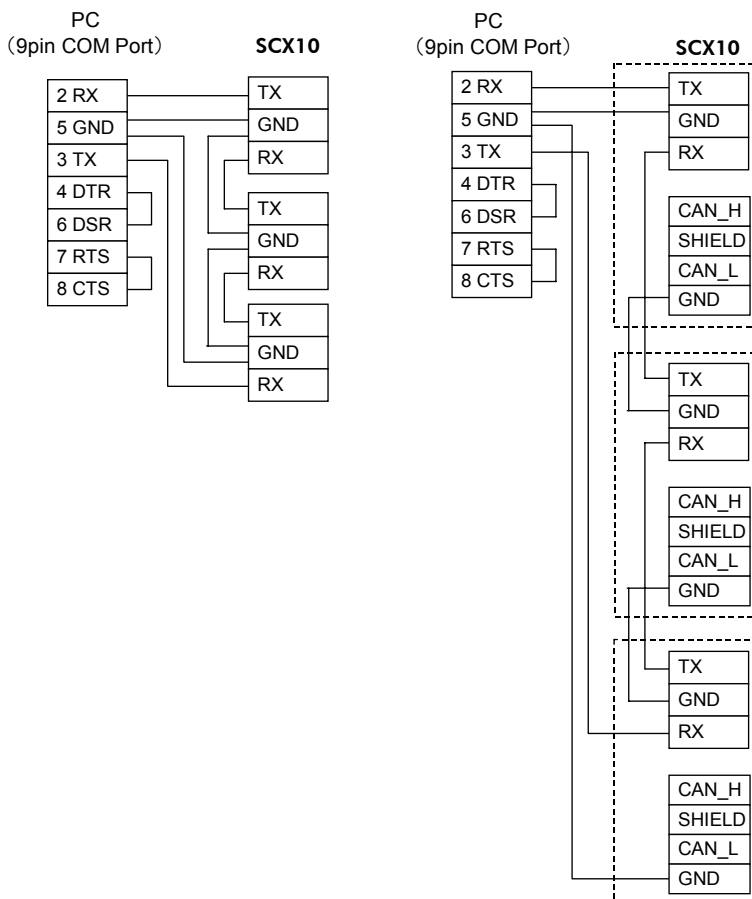 PC
（9pin COM Port）
SCX10
2 RX
5 GND
3 TX
4 DTR
6 DSR
7 RTS
8 CTS
TX
GND
RX
TX
GND
RX
TX
GND
RX
PC
（9pin COM Port）
SCX10
2 RX
5 GND
3 TX
4 DTR
6 DSR
7 RTS
8 CTS
TX
GND
RX
CAN_H
SHIELD
CAN_L
GND
TX
GND
RX
CAN_H
SHIELD
CAN_L
GND
TX
GND
RX
CAN_H
SHIELD
CAN_L
GND